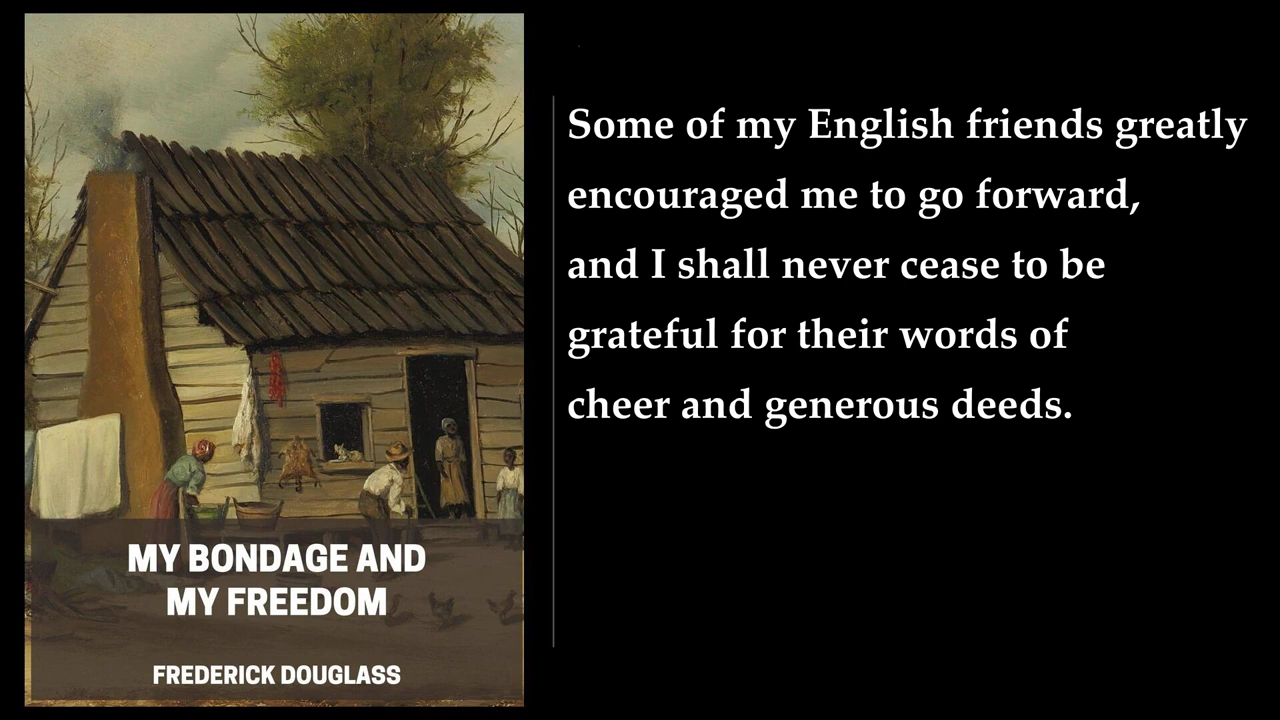 MY BONDAGE AND
MY FREEDOM
FREDERICK DOUGLASS
Some of my English friends greatly
encouraged me to go forward,
and I shall never cease to be
grateful for their words of
cheer and generous deeds.